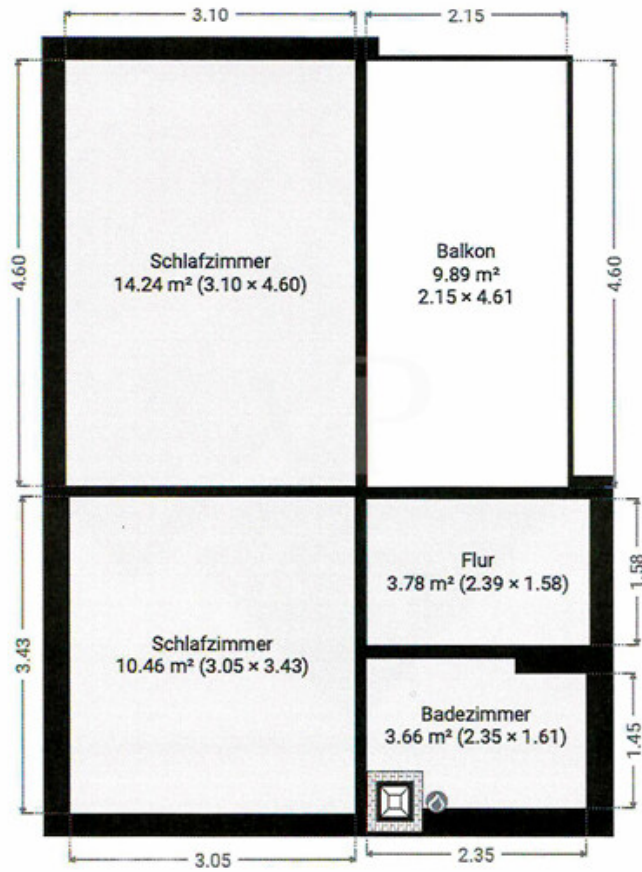 3.10
2.15
4.60
Schlafzimmer
14.24 m² (3.10 × 4.60)
Balkon
9.89 m²
2.15 × 4.61
4.60
3.43
Schlafzimmer
10.46 m² (3.05 × 3.43)
Flur
3.78 m² (2.39 × 1.58)
1.58
Badezimmer
3.66 m² (2.35 × 1.61)
1.45
3.05
2.35